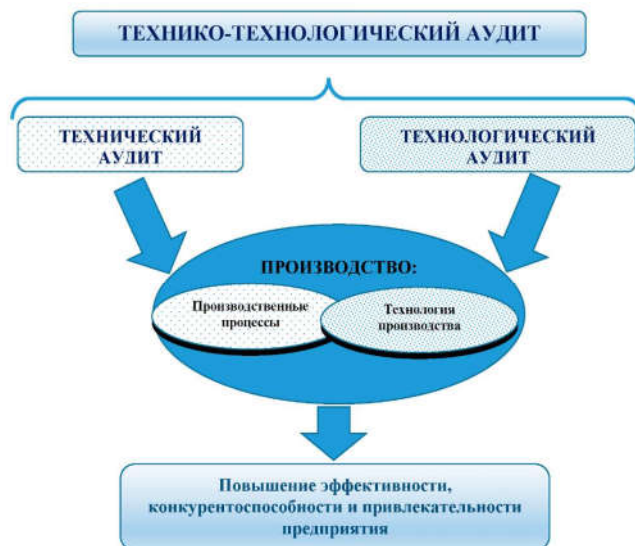 ТЕХНИКО-ТЕХНОЛОГИЧЕСКИЙ АУДИТ
ТЕХНИЧЕСКИЙ
АУДИТ
ТЕХНОЛОГИЧЕСКИЙ
АУДИТ
ПРОИЗВОДСТВО:
Производственные
процессы
Технология
производства
Повышение эффективности,
конкурентоспособности и привлекательности
предприятия